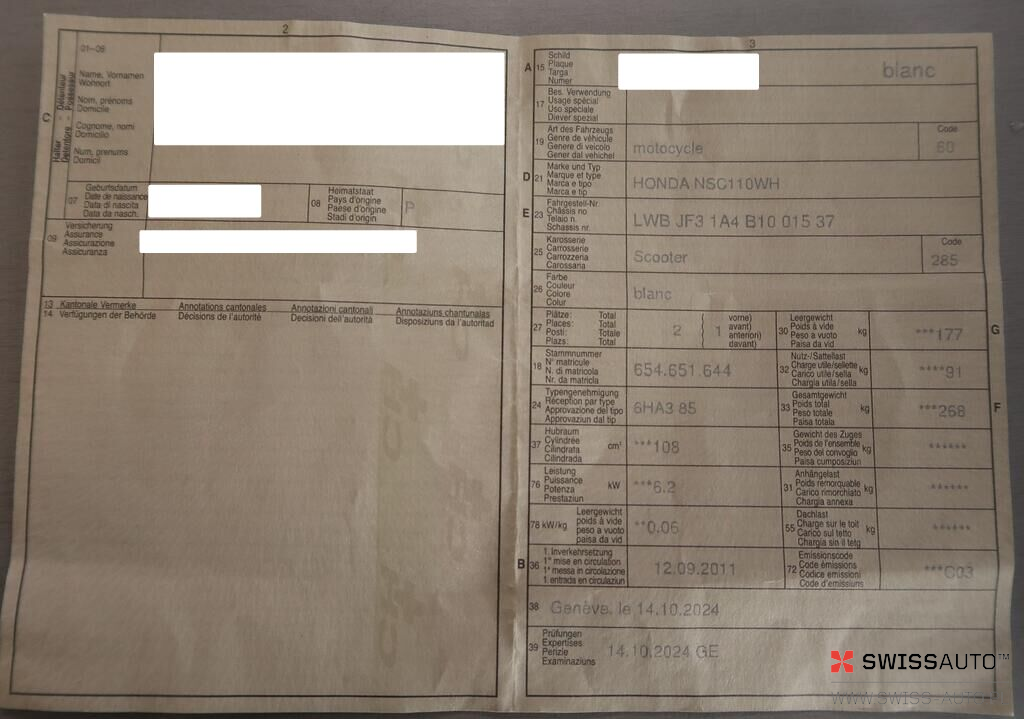 2
01–06
C
Halter - Détenteur
Detentore - Possessur
Name, Vornamen
Wohnort
Nom, prénoms
Domicile
Cognome, nomi
Domicilio
Num, prenums
Domicil
07
Geburtsdatum
Date de naissance
Data di nascita
Data da nasch.
08
Heimatstaat
Pays d'origine
Paese d'origine
Stadi d'origin
P
09
Versicherung
Assurance
Assicurazione
Assicuranza
13 Kantonale Vermerke Annotations cantonales Annotazioni cantonali Annotaziuns chantunalas
14 Verfügungen der Behörde Décisions de l'autorité Decisioni dell'autorità Disposiziuns da l'autoritad
3
A 15
Schild
Plaque
Targa
Numer
blanc
17
Bes. Verwendung
Usage spécial
Uso speciale
Diever spezial
19
Art des Fahrzeugs
Genre de véhicule
Genere di veicolo
Gener dal vehichel
motocycle
Code
60
D 21
Marke und Typ
Marque et type
Marca e tipo
Marca e tip
HONDA NSC110WH
E 23
Fahrgestell-Nr.
Châssis no
Telaio n.
Schassis nr.
LWB JF3 1A4 B10 015 37
25
Karosserie
Carrosserie
Carrozzeria
Carossaria
Scooter
Code
285
26
Farbe
Couleur
Colore
Colur
blanc
27
Plätze: Total
Places: Total
Posti: Totale
Plazs: Total
2
( 1
vorne)
avant)
anteriori)
davant)
30
Leergewicht
Poids à vide
Peso a vuoto
Paisa da vid
kg
***177
G
18
Stammnummer
N° matricule
N. di matricola
Nr. da matricla
654.651.644
32
Nutz-/Sattellast
Charge utile/sellette
Carico utile/sella
Chargia utila/sella
kg
****91
24
Typengenehmigung
Réception par type
Approvazione del tipo
Approvaziun dal tip
6HA3 85
33
Gesamtgewicht
Poids total
Peso totale
Paisa totala
kg
***268
F
37
Hubraum
Cylindrée
Cilindrata
Cilindrada
cm³
***108
35
Gewicht des Zuges
Poids de l'ensemble
Peso del convoglio
Paisa cumposiziun
kg
******
76
Leistung
Puissance
Potenza
Prestaziun
kW
***6.2
31
Anhängelast
Poids remorquable
Carico rimorchiato
Chargia annexa
kg
******
78 kW/kg
Leergewicht
poids à vide
peso a vuoto
paisa da vid
**0.06
55
Dachlast
Charge sur le toit
Carico sul tetto
Chargia sin il tetg
kg
******
B 36
1. Inverkehrsetzung
1re mise en circulation
1a messa in circolazione
1. entrada en circulaziun
12.09.2011
72
Emissionscode
Code émissions
Codice emissioni
Code d'emissiuns
***C03
38
Genève, le 14.10.2024
39
Prüfungen
Expertises
Perizie
Examinaziuns
14.10.2024 GE
SWISSAUTO™
WWW.SWISS-AUTO